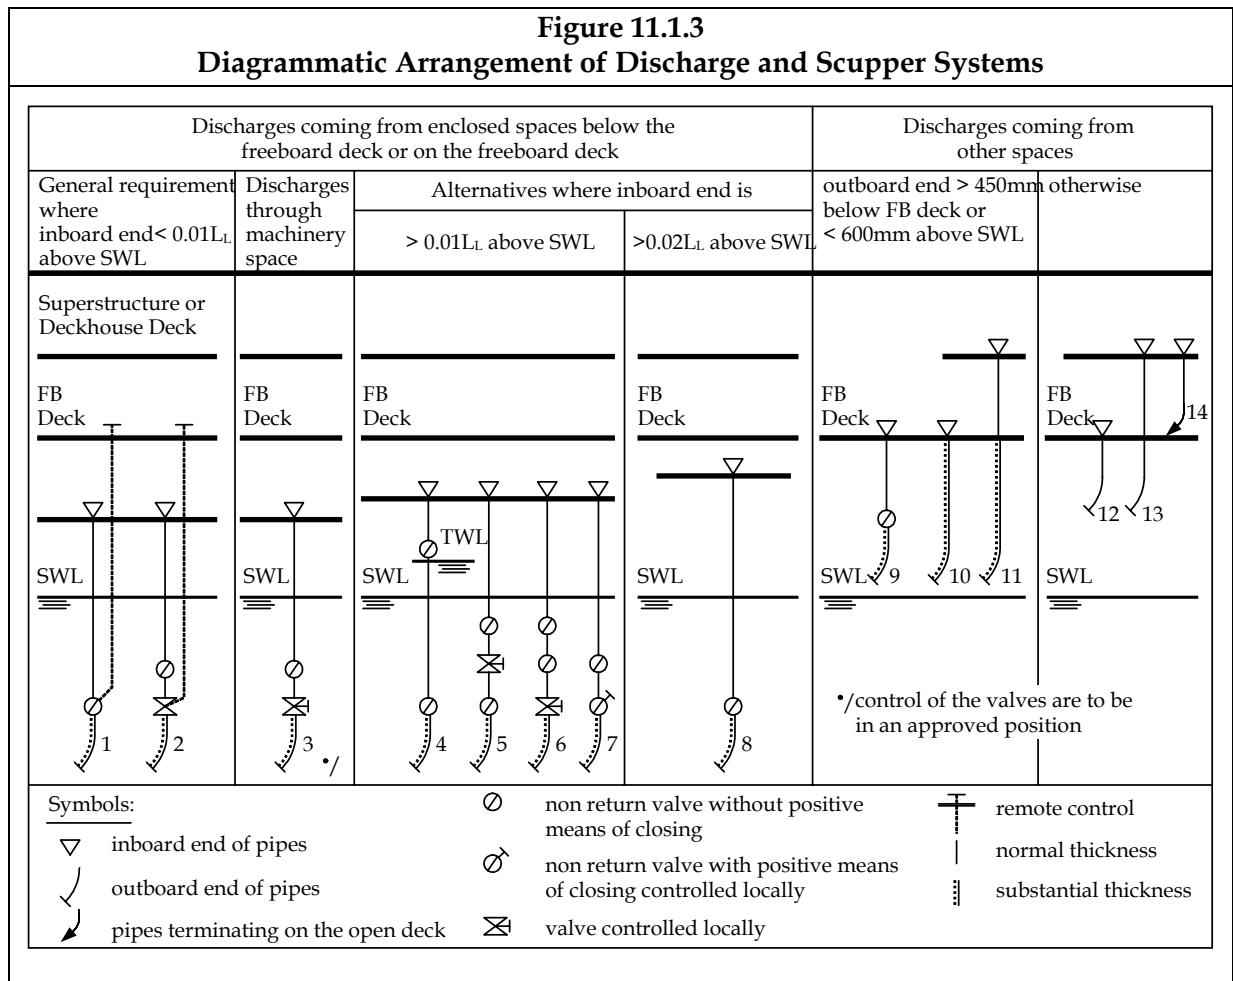 Figure 11.1.3
Diagrammatic Arrangement of Discharge and Scupper Systems
Discharges coming from enclosed spaces below the
freeboard deck or on the freeboard deck
Discharges coming from
other spaces
General requirement
where
inboard end< 0.01LL
above SWL
Discharges
through
machinery
space
Alternatives where inboard end is
> 0.01LL above SWL
>0.02LL above SWL
outboard end > 450mm
below FB deck or
< 600mm above SWL
otherwise
Superstructure or
Deckhouse Deck
FB
Deck
FB
Deck
FB
Deck
FB
Deck
FB
Deck
FB
Deck
14
12
13
TWL
SWL
SWL
SWL
SWL
SWL
9
10
11
SWL
1
2
3
*/
4
5
6
7
8
*/control of the valves are to be
in an approved position
Symbols:
inboard end of pipes
outboard end of pipes
pipes terminating on the open deck
non return valve without positive
means of closing
non return valve with positive means
of closing controlled locally
valve controlled locally
remote control
normal thickness
substantial thickness